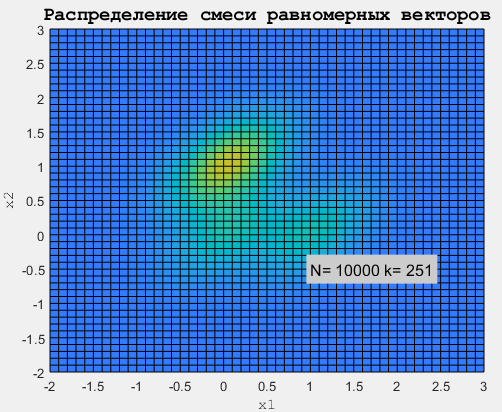 Распределение смеси равномерных векторов
3
2.5
2
1.5
1
0.5
0
-0.5
-1
-1.5
-2
x2
N= 10000 k= 251
-2 -1.5 -1 -0.5 0 0.5 1 1.5 2 2.5 3
x1